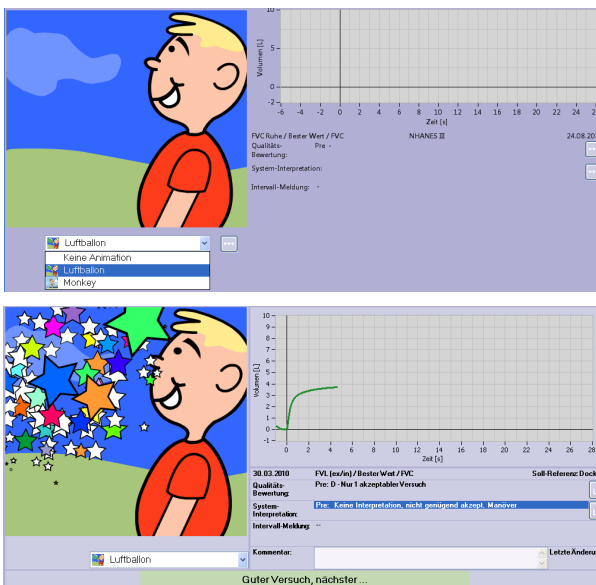 10
5
0
-2
Volumen [L]
-6 -4 -2 0 2 4 6 8 10 12 14 16 18 20 22 24
Zeit [s]
FVC Ruhe / Bester Wert / FVC NHANES III 24.08.20
Qualitäts- Pre -
Bewertung:
System-Interpretation:
Intervall-Meldung: -
Luftballon
Keine Animation
Luftballon
Monkey
10
9
8
7
6
5
4
3
2
1
0
-1
Volumen [L]
0 2 4 6 8 10 12 14 16 18 20 22 24 26 28
Zeit [s]
30.03.2010 FVL (ex/in) / Bester Wert / FVC Soll-Referenz: Dock
Qualitäts- Pre: D - Nur 1 akzeptabler Versuch
Bewertung:
System- Pre: Keine Interpretation, nicht genügend akzept. Manöver
Interpretation:
Intervall-Meldung: --
Kommentar: Letzte Änderu
Luftballon
Guter Versuch, nächster ...